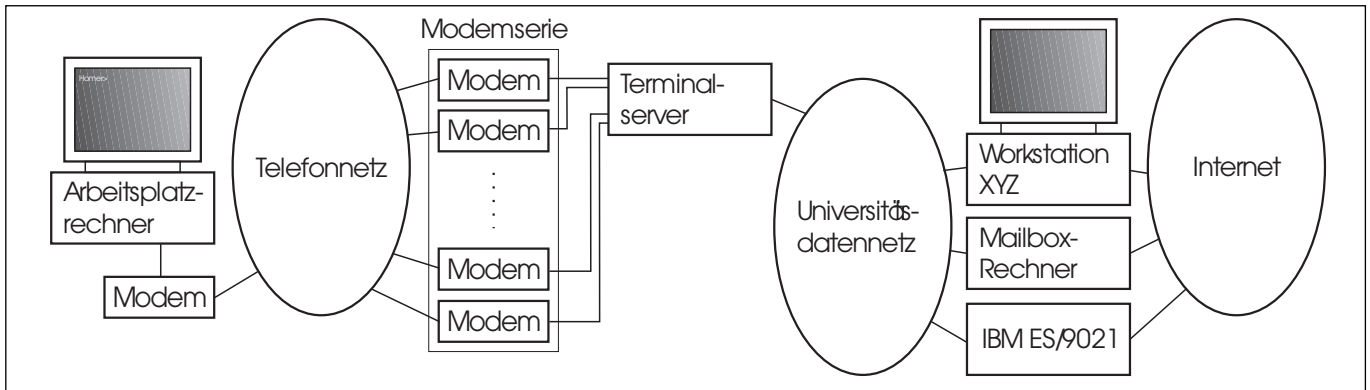 Modemserie
Homer>
Arbeitsplatz-
rechner
Modem
Telefonnetz
Modem
Modem
Modem
Modem
Terminal-
server
Universitäts-
datennetz
Workstation
XYZ
Mailbox-
Rechner
IBM ES/9021
Internet